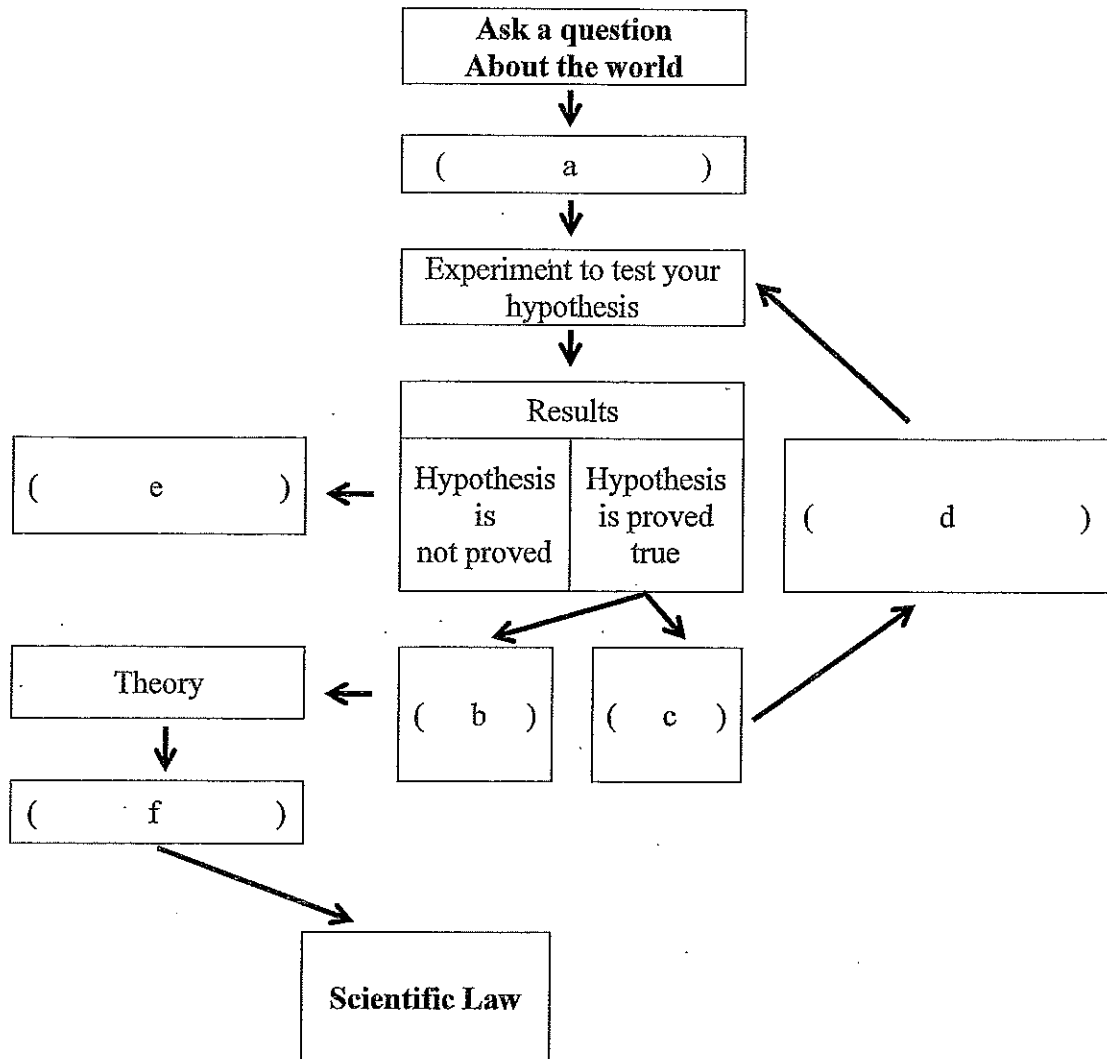 Ask a question
About the world
( a )
Experiment to test your
hypothesis
Results
Hypothesis
is
not proved
Hypothesis
is proved
true
( e )
( d )
Theory
( b )
( c )
( f )
Scientific Law